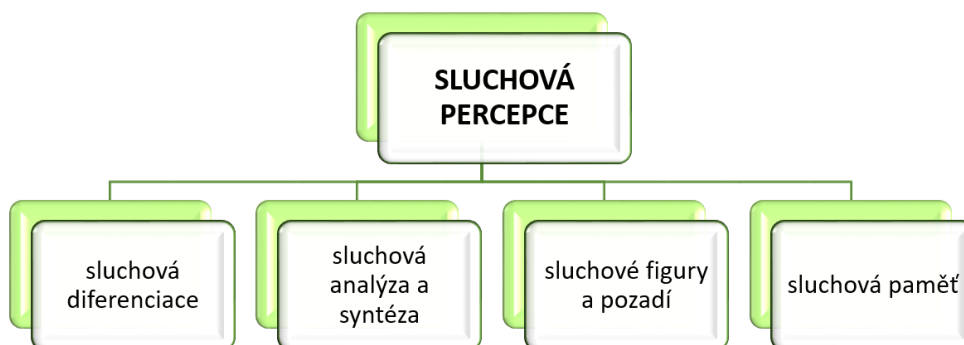 SLUCHOVÁ
PERCEPCE
sluchová
diferenciace
sluchová
analýza a
syntéza
sluchové figury
a pozadí
sluchová paměť